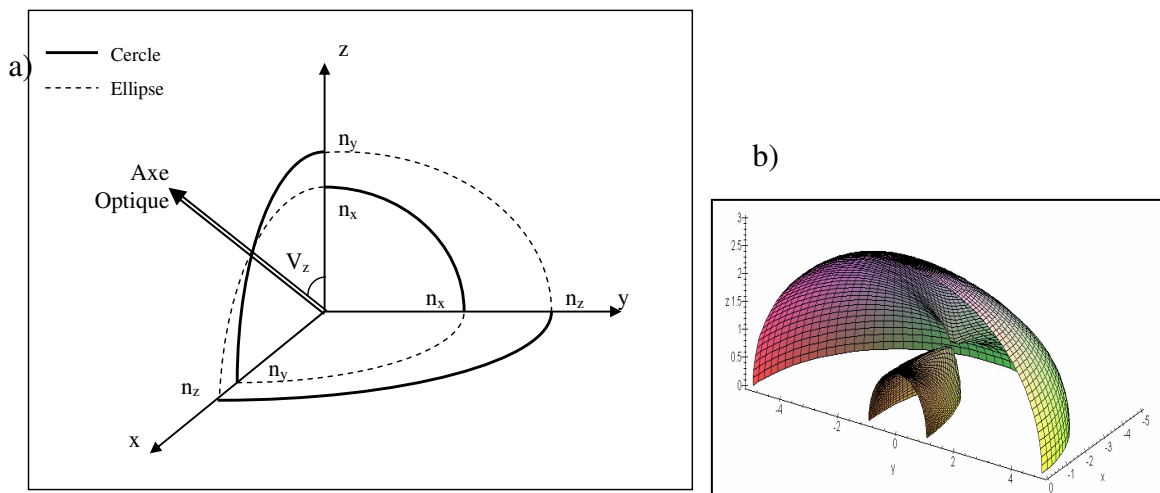 a)
Cercle
Ellipse
z
n_y
Axe
Optique
n_x
V_z
n_x
n_z
y
n_z
n_y
x
b)
3
2.5
2
z 1.5
1
0.5
0
-4
-2
0
2
4
y
0
-1
-2
-3
-4
-5
x